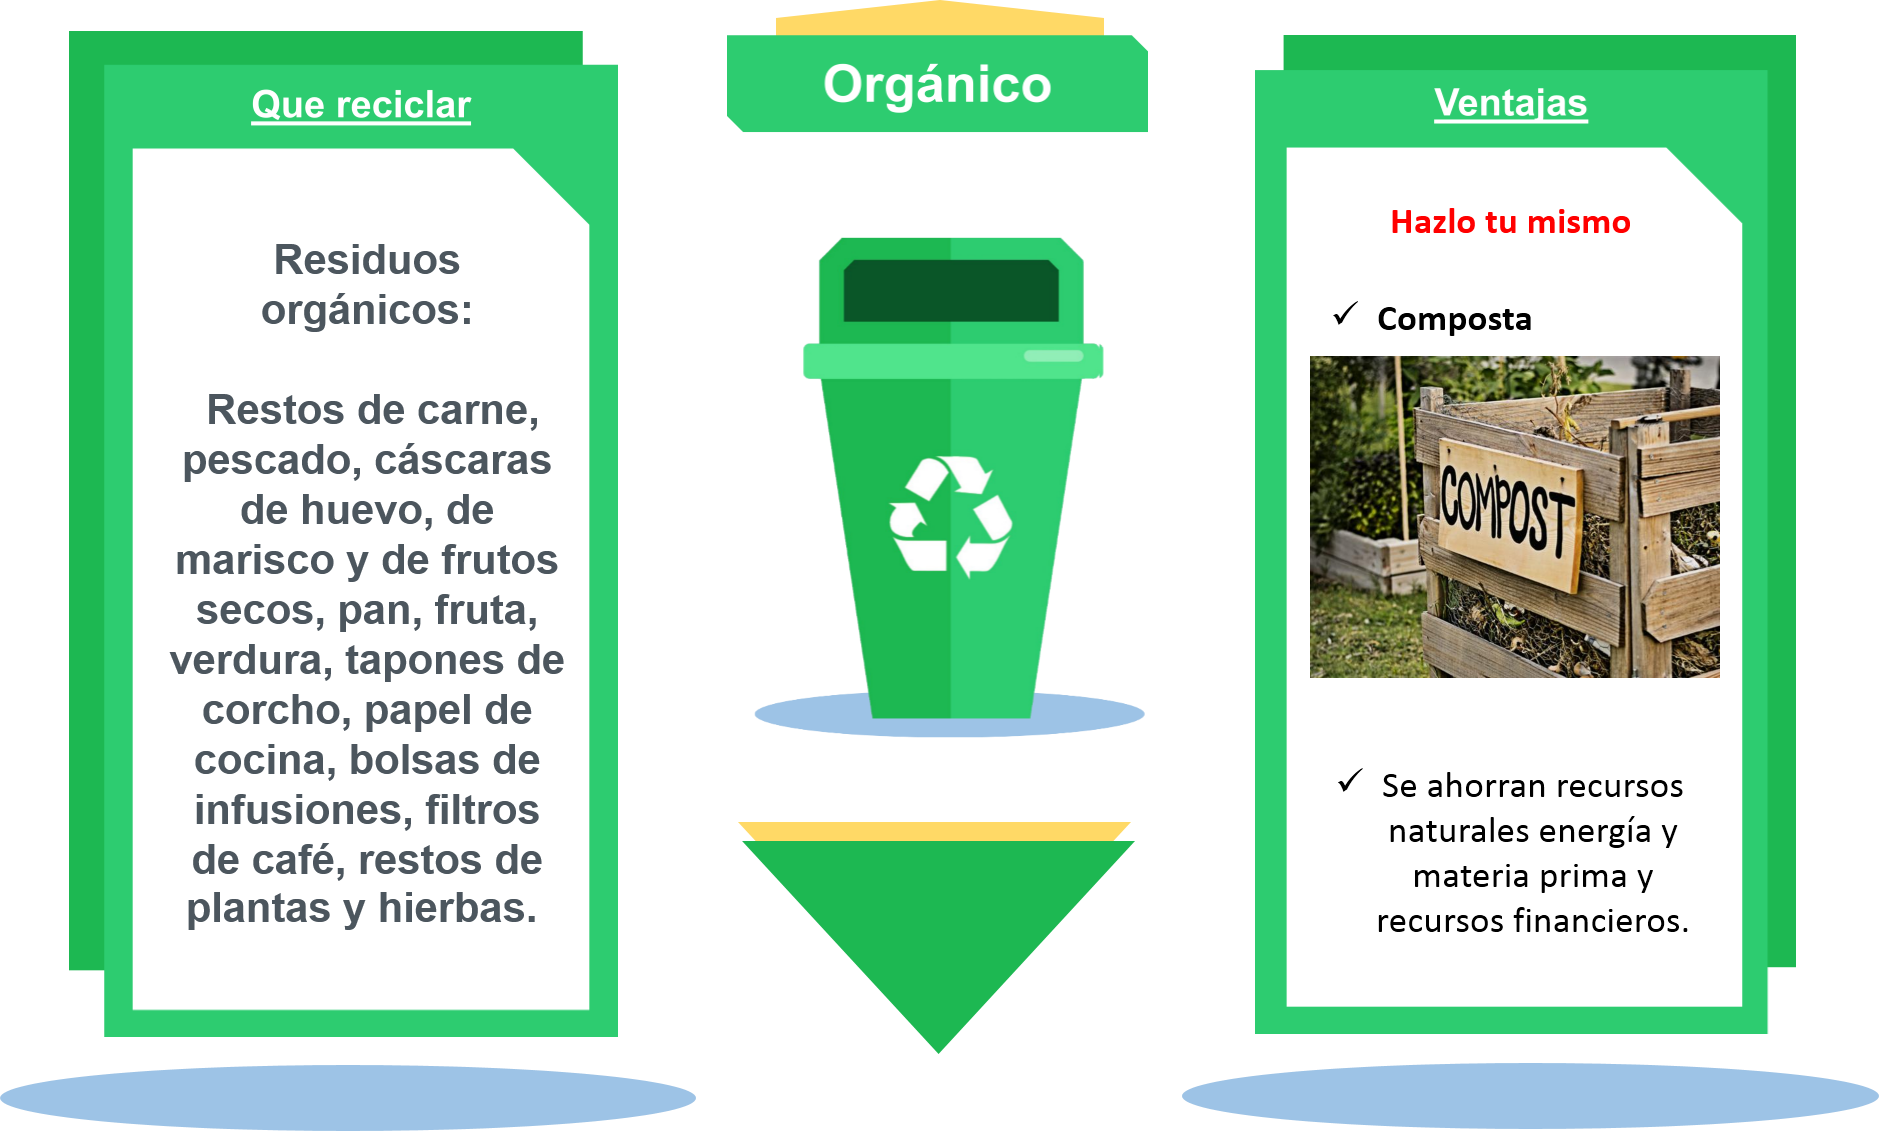 Que reciclar
Residuos
orgánicos:
Restos de carne,
pescado, cáscaras
de huevo, de
marisco y de frutos
secos, pan, fruta,
verdura, tapones de
corcho, papel de
cocina, bolsas de
infusiones, filtros
de café, restos de
plantas y hierbas.
Orgánico
Ventajas
Hazlo tu mismo
✓ Composta
COMPOST
✓ Se ahorran recursos
naturales energía y
materia prima y
recursos financieros.